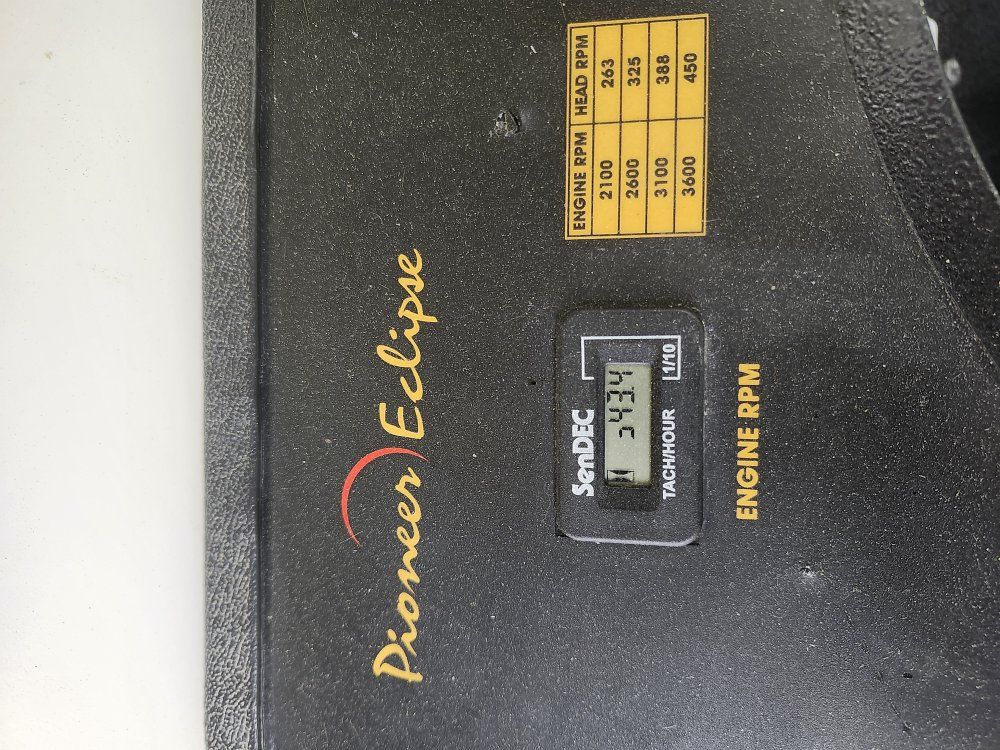 Pioneer Eclipse
SenDEC
TACH/HOUR 1/10
ENGINE RPM
ENGINE RPM HEAD RPM
2100 263
2600 325
3100 388
3600 450